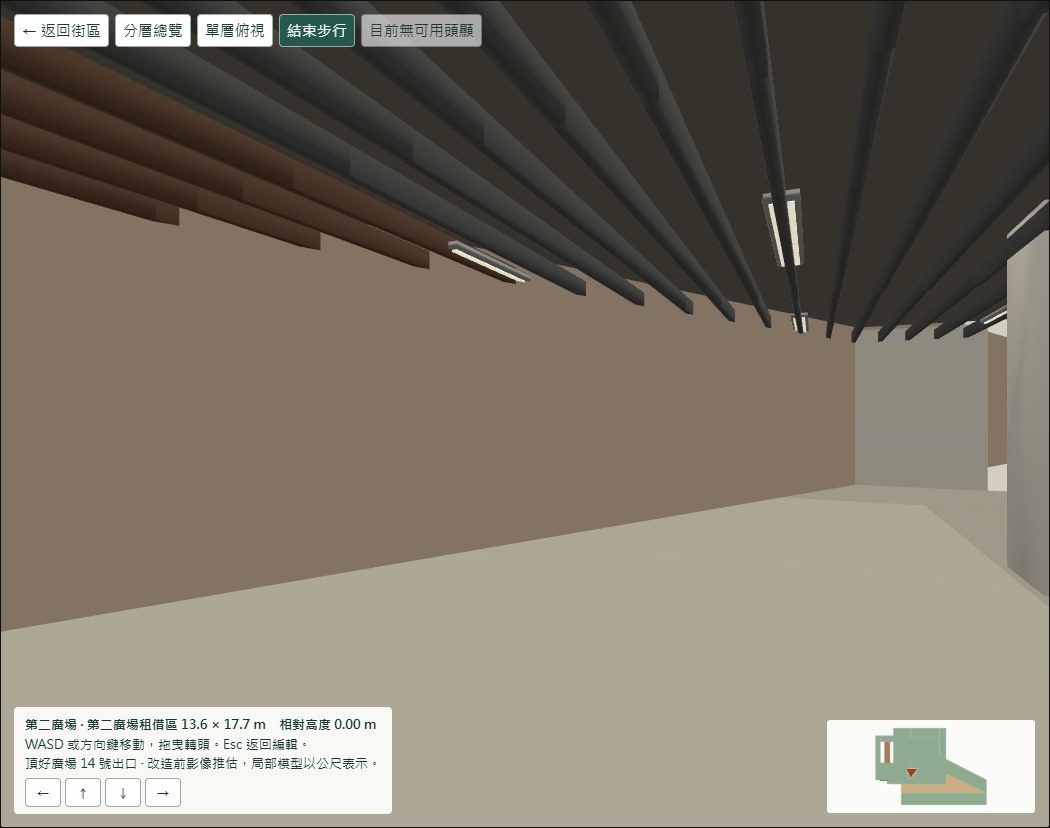 ← 返回街區 分層總覽 單層俯視 結束步行 目前無可用頭顯
第二廣場 · 第二廣場租借區 13.6 × 17.7 m 相對高度 0.00 m
WASD 或方向鍵移動，拖曳轉頭。Esc 返回編輯。
頂好廣場 14 號出口 · 改造前影像推估，局部模型以公尺表示。
← ↑ ↓ →